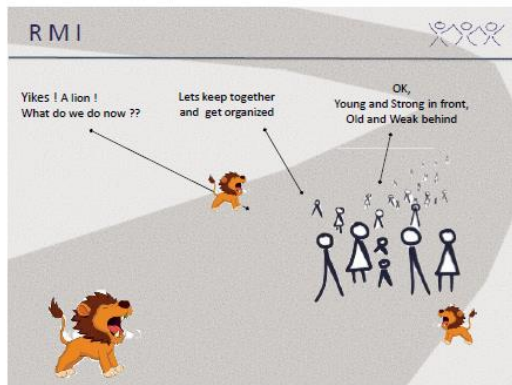 R M I
Yikes ! A lion !
What do we do now ??
Lets keep together
and get organized
OK,
Young and Strong in front,
Old and Weak behind